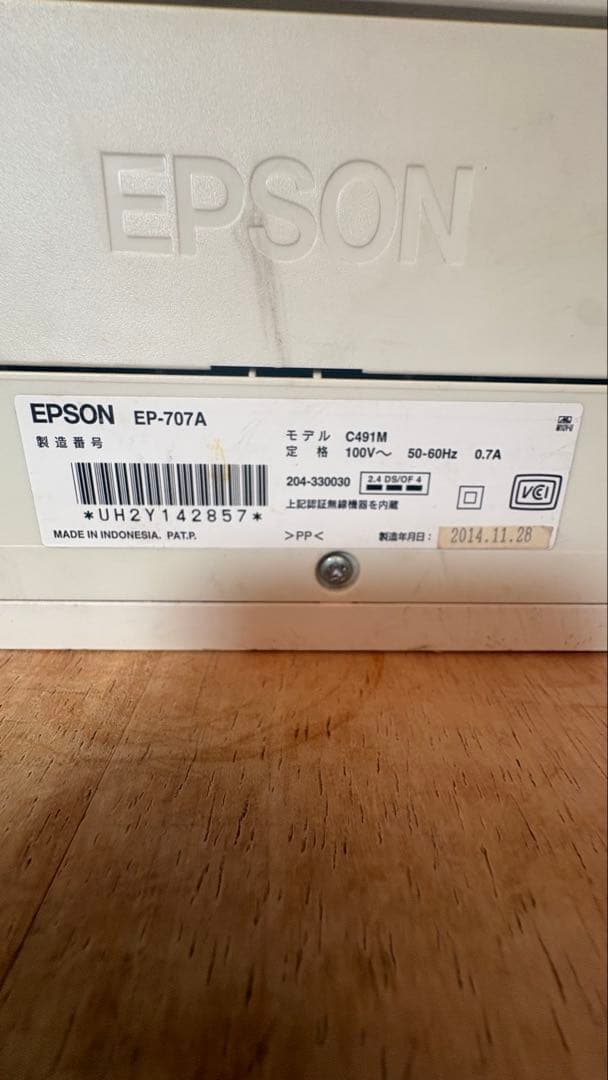 EPSON
EPSON EP-707A
製造番号
*UH2Y142857*
MADE IN INDONESIA. PAT.P.
モデル C491M
定格 100V～ 50-60Hz 0.7A
204-330030 2.4 DS/OF 4
上記認証無線機器を内蔵
>PP<
製造年月日： 2014.11.28
VCI